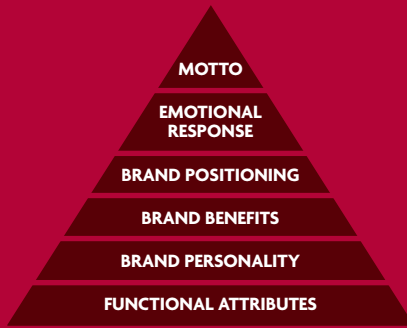 MOTTO
EMOTIONAL
RESPONSE
BRAND POSITIONING
BRAND BENEFITS
BRAND PERSONALITY
FUNCTIONAL ATTRIBUTES